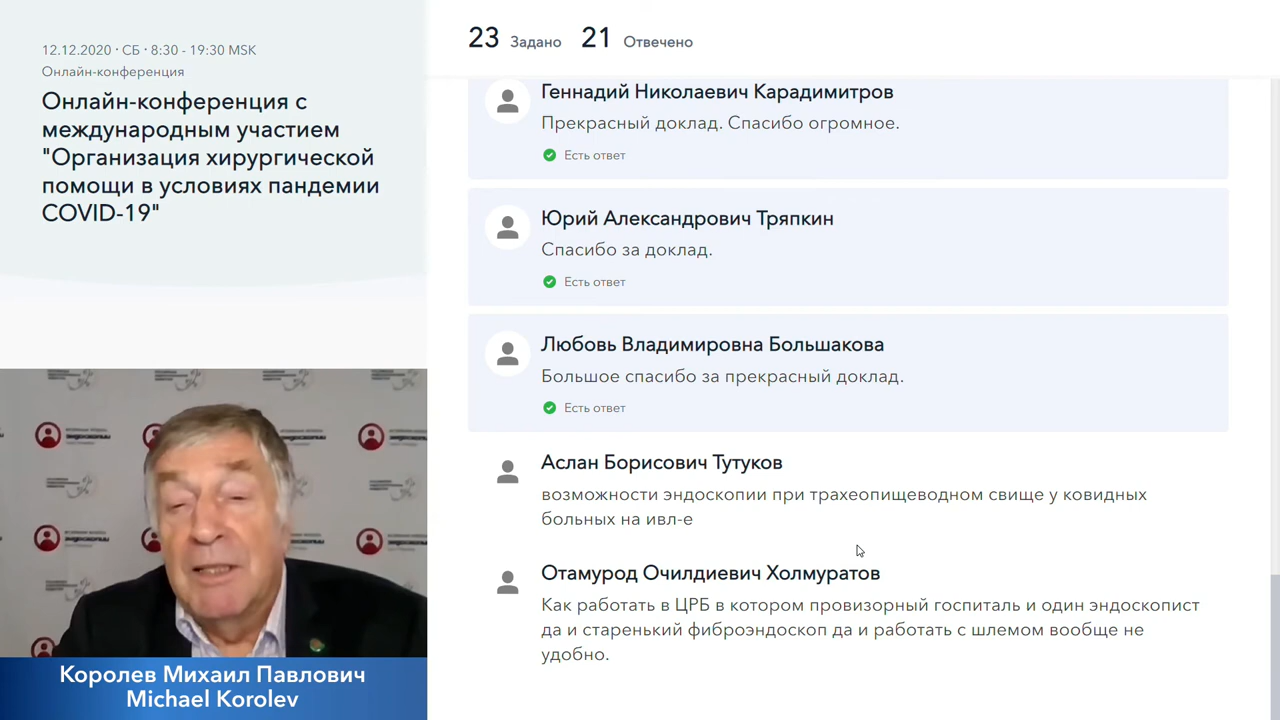 12.12.2020 · СБ · 8:30 - 19:30 MSK
Онлайн-конференция
Онлайн-конференция с
международным участием
"Организация хирургической
помощи в условиях пандемии
COVID-19"
23 Задано 21 Отвечено
Геннадий Николаевич Карадимитров
Прекрасный доклад. Спасибо огромное.
Есть ответ
Юрий Александрович Тряпкин
Спасибо за доклад.
Есть ответ
Любовь Владимировна Большакова
Большое спасибо за прекрасный доклад.
Есть ответ
Аслан Борисович Тутуков
возможности эндоскопии при трахеопищеводном свище у ковидных
больных на ивл-е
Отамурод Очилдиевич Холмуратов
Как работать в ЦРБ в котором провизорный госпиталь и один эндоскопист
да и старенький фиброэндоскоп да и работать с шлемом вообще не
удобно.
Королев Михаил Павлович
Michael Korolev